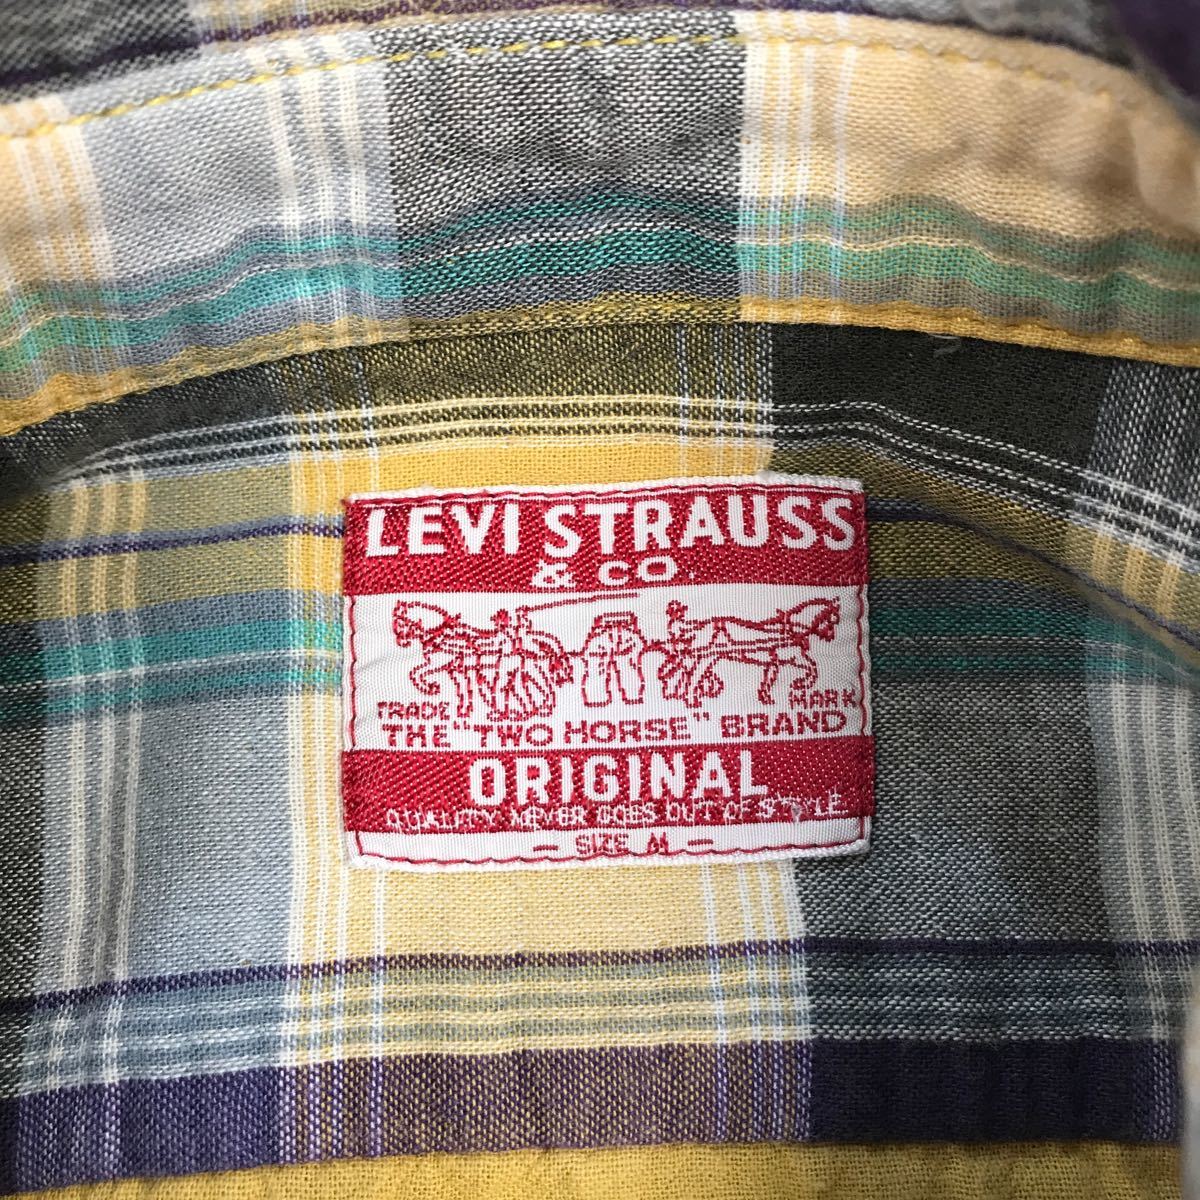 LEVI STRAUSS
& CO.
TRADE MARK
THE "TWO HORSE" BRAND
ORIGINAL
QUALITY NEVER GOES OUT OF STYLE
- SIZE M -